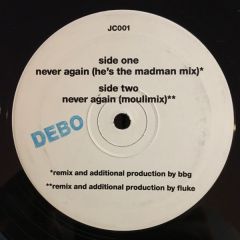 JC001
side one
never again (he's the madman mix)*
side two
never again (moulimix)**
DEBO
*remix and additional production by bbg
**remix and additional production by fluke